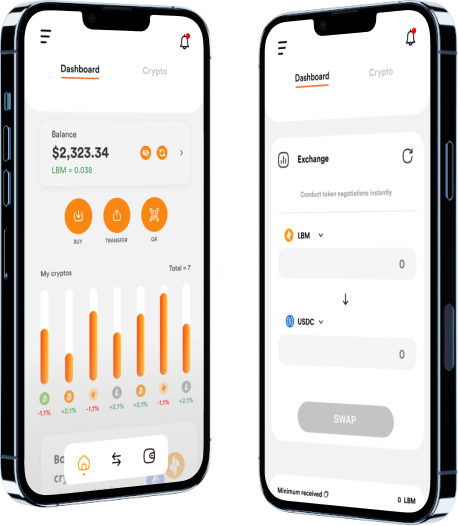 Dashboard
Crypto
Balance
$2,323.34
LBM = 0.038
BUY
TRANSFER
QR
My cryptos
Total = 7
-1.1%
+2.1%
-1.1%
+2.1%
+2.1%
-1.1%
+2.1%
Dashboard
Crypto
Exchange
Conduct token negotiations instantly
LBM
0
USDC
0
SWAP
Minimum received
0 LBM